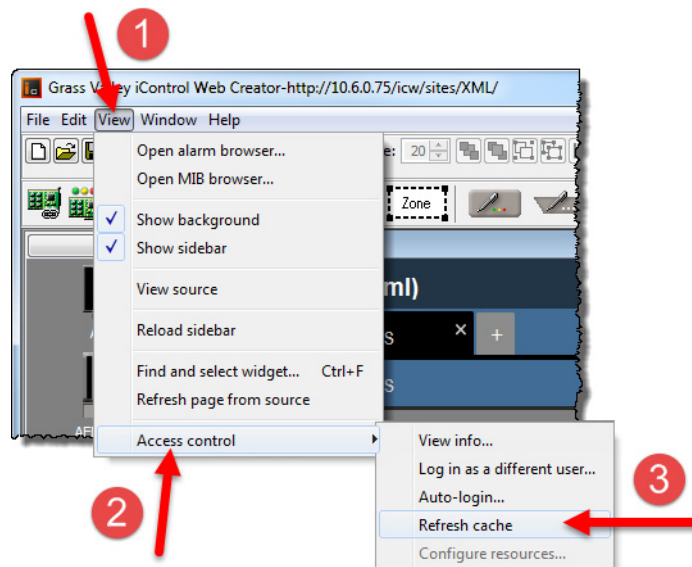 1
Grass Valley iControl Web Creator-http://10.6.0.75/icw/sites/XML/
File Edit View Window Help
Open alarm browser...
Open MIB browser...
Show background
Show sidebar
View source
Reload sidebar
Find and select widget... Ctrl+F
Refresh page from source
Access control
e: 20
Zone
ml)
s × +
s
View info...
Log in as a different user...
Auto-login...
Refresh cache
Configure resources...
2
3